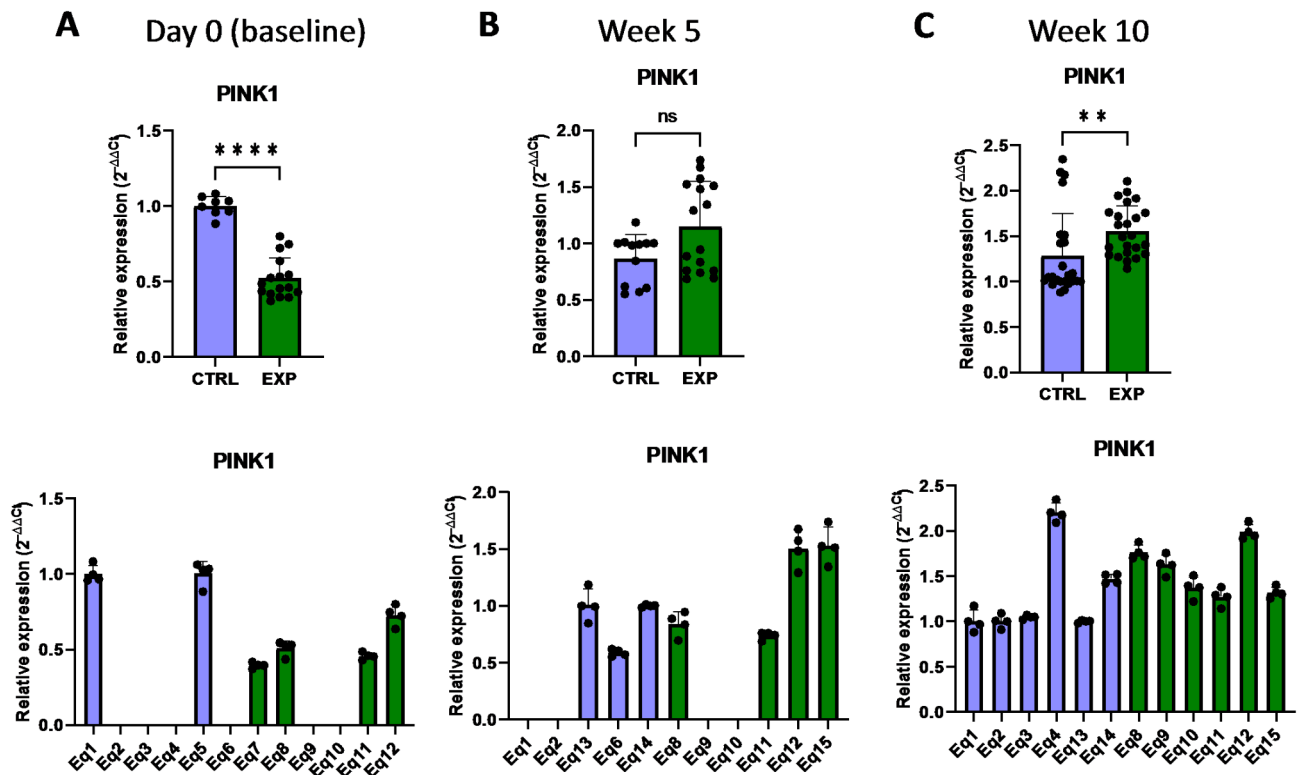 A Day 0 (baseline)
PINK1
Relative expression (2^-ΔΔCt)
1.5
1.0
0.5
0.0
****
CTRL EXP
B Week 5
PINK1
Relative expression (2^-ΔΔCt)
2.0
1.5
1.0
0.5
0.0
ns
CTRL EXP
C Week 10
PINK1
Relative expression (2^-ΔΔCt)
2.5
2.0
1.5
1.0
0.5
0.0
**
CTRL EXP
PINK1
Relative expression (2^-ΔΔCt)
1.5
1.0
0.5
0.0
Eq1 Eq2 Eq3 Eq4 Eq5 Eq6 Eq7 Eq8 Eq9 Eq10 Eq11 Eq12
PINK1
Relative expression (2^-ΔΔCt)
2.0
1.5
1.0
0.5
0.0
Eq1 Eq2 Eq13 Eq6 Eq14 Eq8 Eq9 Eq10 Eq11 Eq12 Eq15
PINK1
Relative expression (2^-ΔΔCt)
2.5
2.0
1.5
1.0
0.5
0.0
Eq1 Eq2 Eq3 Eq4 Eq13 Eq14 Eq8 Eq9 Eq10 Eq11 Eq12 Eq15